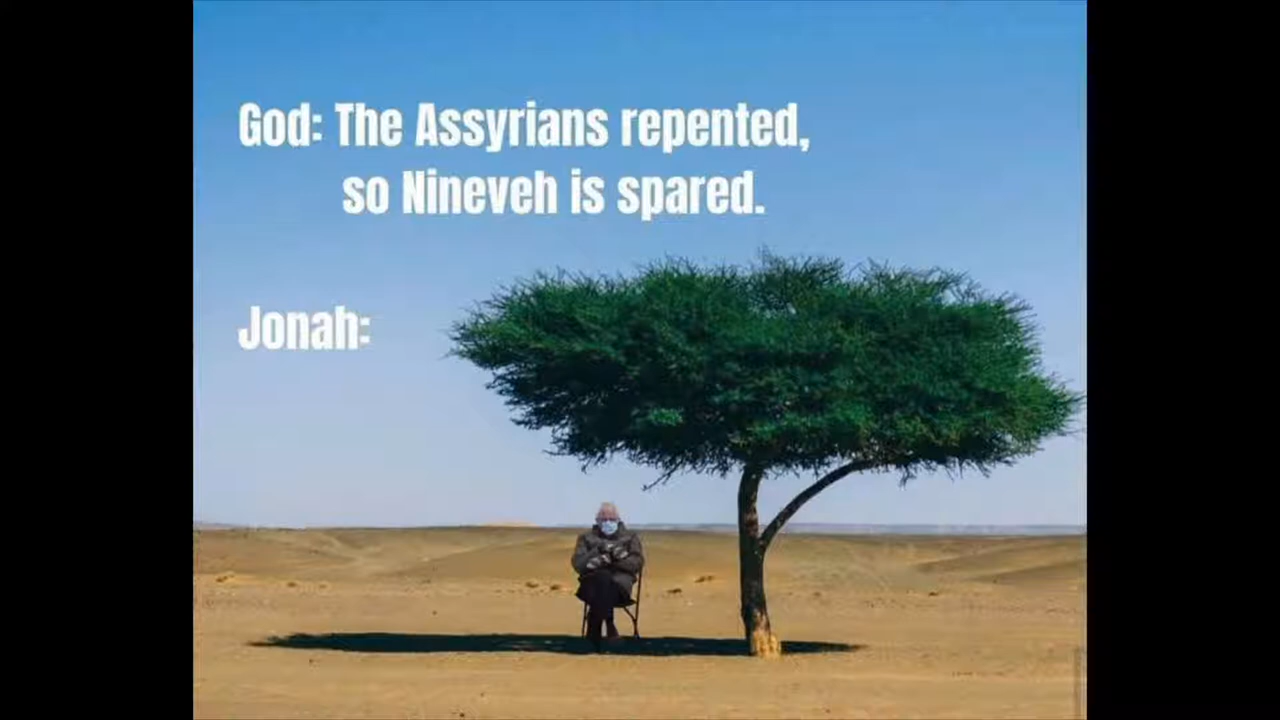 God: The Assyrians repented,
so Nineveh is spared.
Jonah: